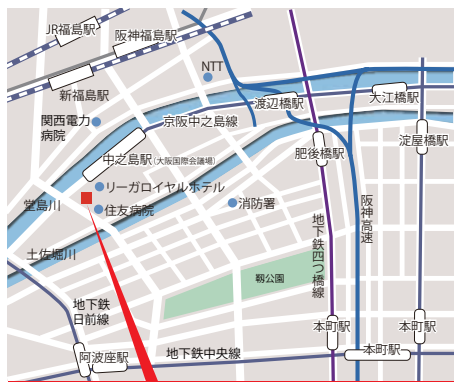 JR福島駅
阪神福島駅
NTT
新福島駅
渡辺橋駅
大江橋駅
関西電力
病院
京阪中之島線
淀屋橋駅
中之島駅(大阪国際会議場)
肥後橋駅
リーガロイヤルホテル
堂島川
住友病院
消防署
阪神高速
地下鉄四つ橋線
土佐堀川
靱公園
地下鉄
日前線
本町駅
本町駅
阿波座駅
地下鉄中央線
本町駅